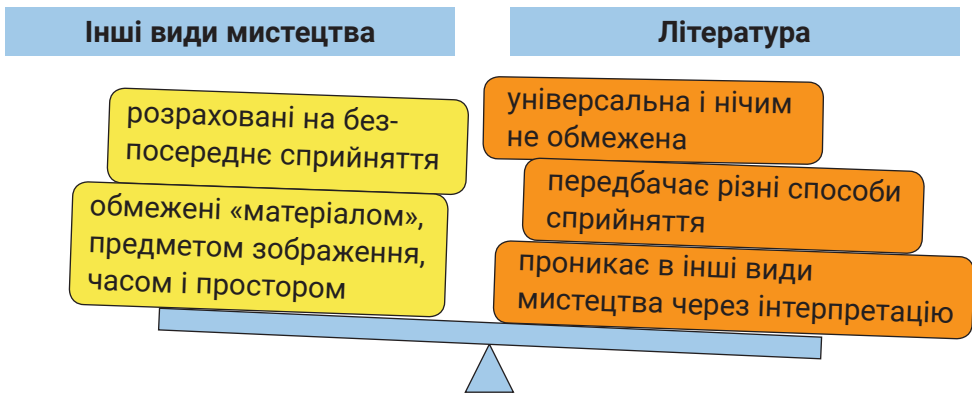 Інші види мистецтва
розраховані на без-
посереднє сприйняття
обмежені «матеріалом»,
предметом зображення,
часом і простором
Література
універсальна і нічим
не обмежена
передбачає різні способи
сприйняття
проникає в інші види
мистецтва через інтерпретацію